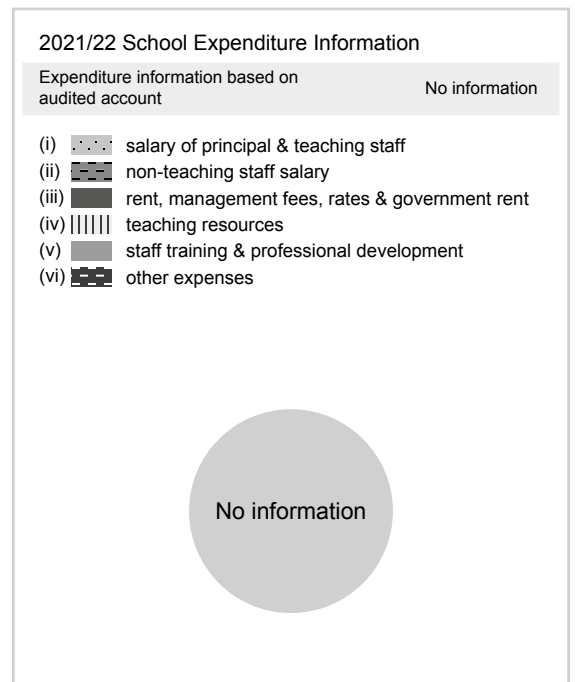 2021/22 School Expenditure Information
Expenditure information based on
audited account
No information
(i) salary of principal & teaching staff
(ii) non-teaching staff salary
(iii) rent, management fees, rates & government rent
(iv) teaching resources
(v) staff training & professional development
(vi) other expenses
No information